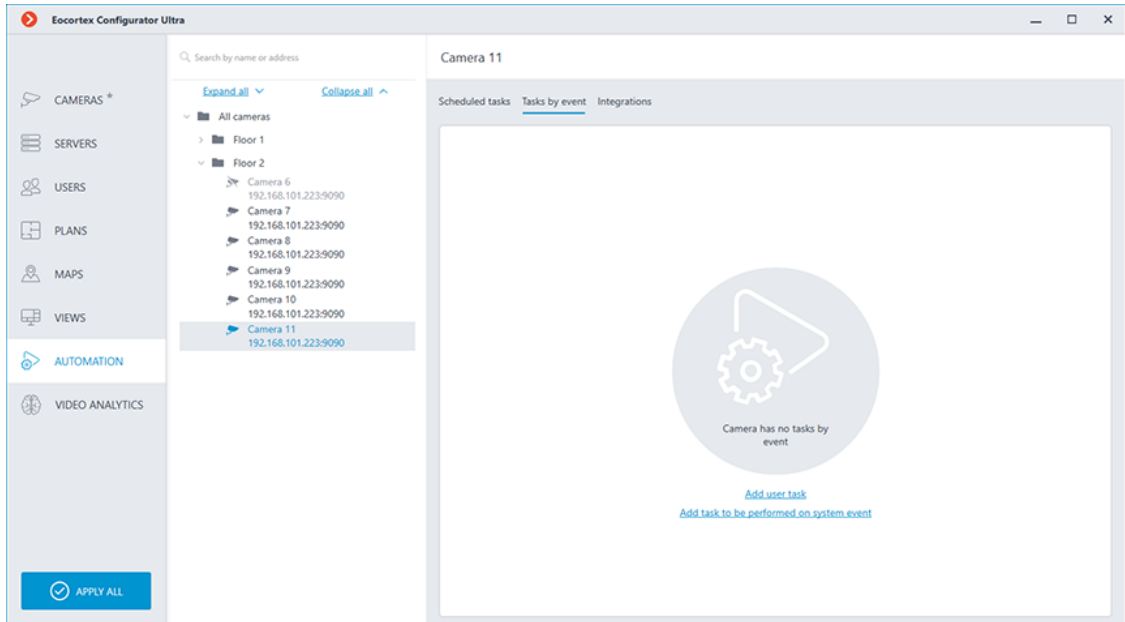 Eocortex Configurator Ultra
Search by name or address
Camera 11
Expand all
Collapse all
Scheduled tasks
Tasks by event
Integrations
CAMERAS *
SERVERS
USERS
PLANS
MAPS
VIEWS
AUTOMATION
VIDEO ANALYTICS
APPLY ALL
All cameras
Floor 1
Floor 2
Camera 6
192.168.101.223:9090
Camera 7
192.168.101.223:9090
Camera 8
192.168.101.223:9090
Camera 9
192.168.101.223:9090
Camera 10
192.168.101.223:9090
Camera 11
192.168.101.223:9090
Camera has no tasks by
event
Add user task
Add task to be performed on system event